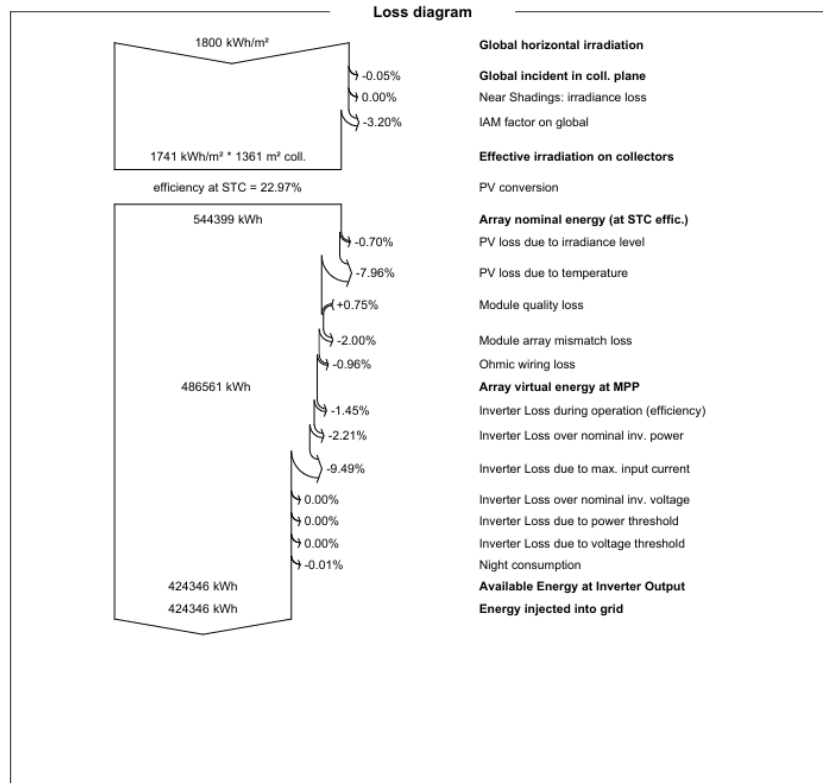 Loss diagram
1800 kWh/m² Global horizontal irradiation
-0.05% Global incident in coll. plane
0.00% Near Shadings: irradiance loss
-3.20% IAM factor on global
1741 kWh/m² * 1361 m² coll. Effective irradiation on collectors
efficiency at STC = 22.97% PV conversion
544399 kWh Array nominal energy (at STC effic.)
-0.70% PV loss due to irradiance level
-7.96% PV loss due to temperature
+0.75% Module quality loss
-2.00% Module array mismatch loss
-0.96% Ohmic wiring loss
486561 kWh Array virtual energy at MPP
-1.45% Inverter Loss during operation (efficiency)
-2.21% Inverter Loss over nominal inv. power
-9.49% Inverter Loss due to max. input current
0.00% Inverter Loss over nominal inv. voltage
0.00% Inverter Loss due to power threshold
0.00% Inverter Loss due to voltage threshold
-0.01% Night consumption
424346 kWh Available Energy at Inverter Output
424346 kWh Energy injected into grid